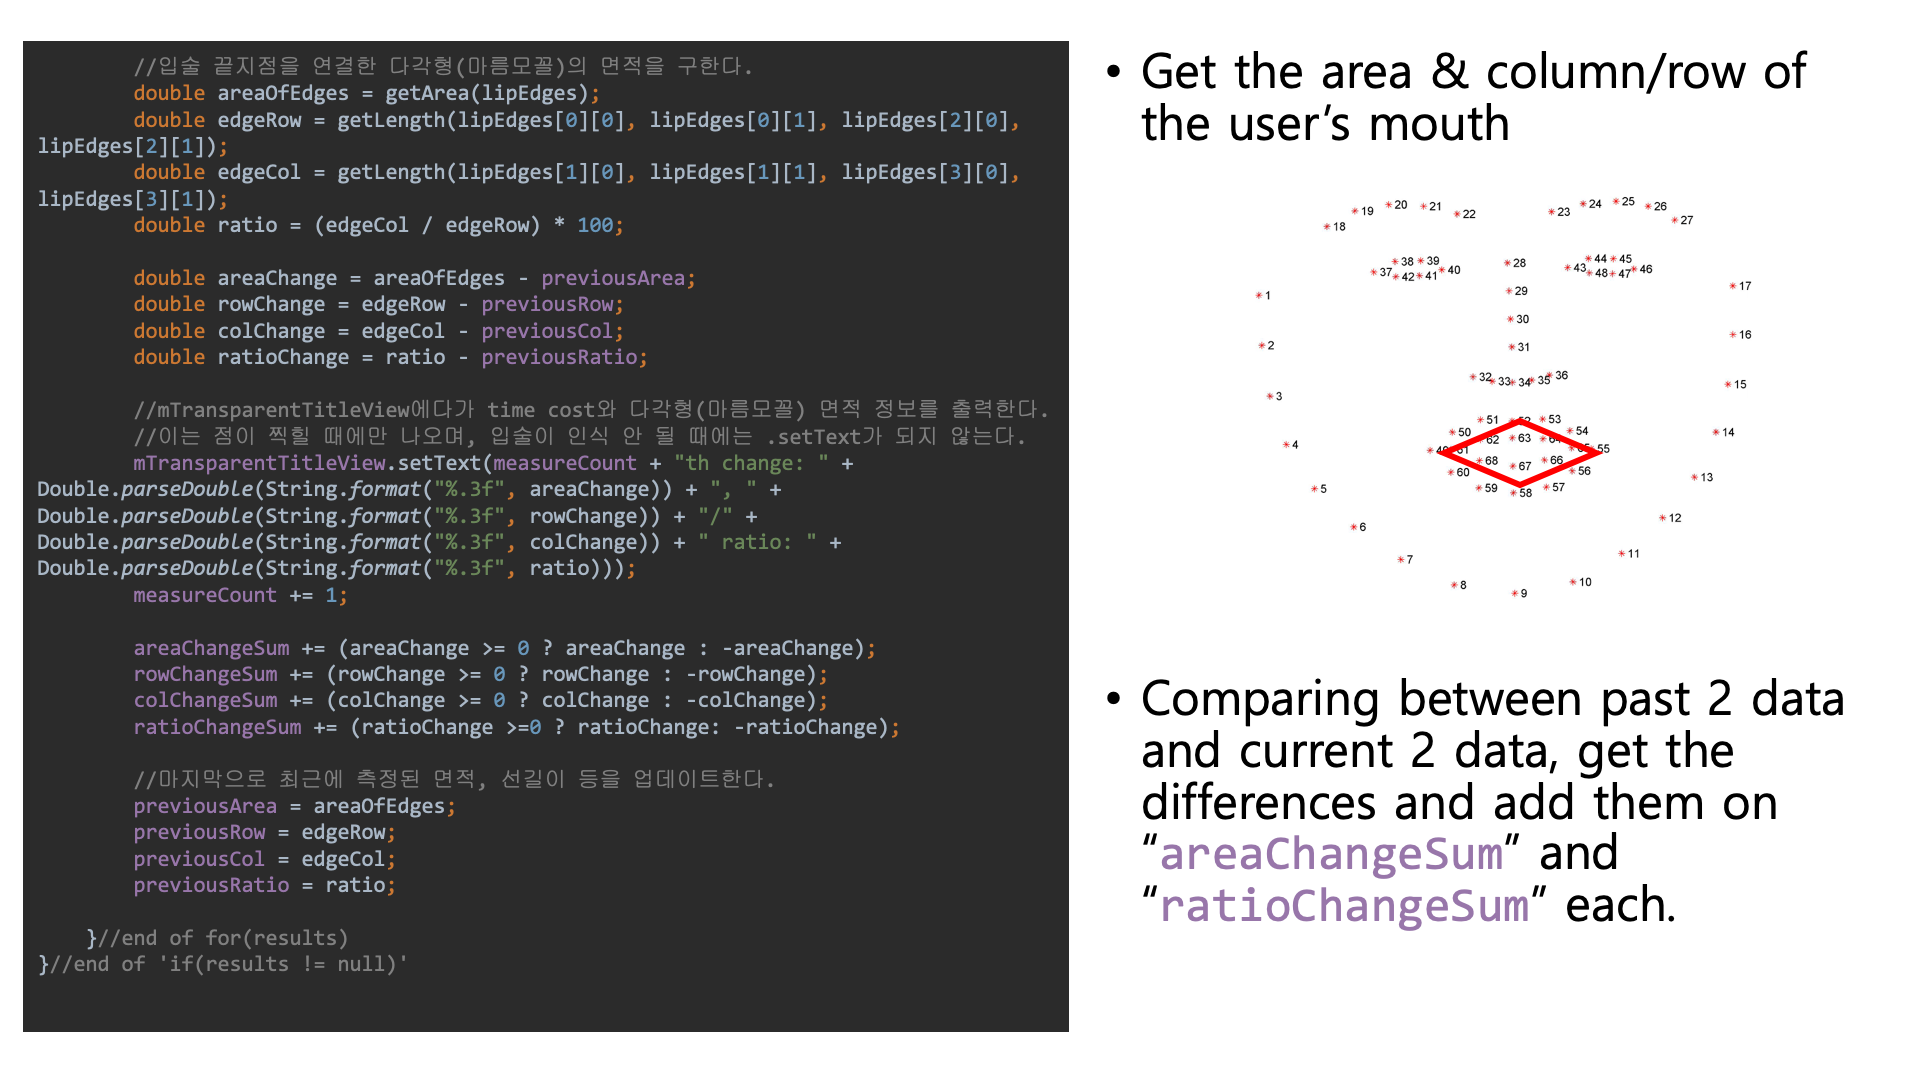 //입술 끝지점을 연결한 다각형(마름모꼴)의 면적을 구한다.
double areaOfEdges = getArea(lipEdges);
double edgeRow = getLength(lipEdges[0][0], lipEdges[0][1], lipEdges[2][0],
lipEdges[2][1]);
double edgeCol = getLength(lipEdges[1][0], lipEdges[1][1], lipEdges[3][0],
lipEdges[3][1]);
double ratio = (edgeCol / edgeRow) * 100;
double areaChange = areaOfEdges - previousArea;
double rowChange = edgeRow - previousRow;
double colChange = edgeCol - previousCol;
double ratioChange = ratio - previousRatio;
//mTransparentTitleView에다가 time cost와 다각형(마름모꼴) 면적 정보를 출력한다.
//이는 점이 찍힐 때에만 나오며, 입술이 인식 안 될 때에는 .setText가 되지 않는다.
mTransparentTitleView.setText(measureCount + "th change: " +
Double.parseDouble(String.format("%.3f", areaChange)) + ", " +
Double.parseDouble(String.format("%.3f", rowChange)) + "/" +
Double.parseDouble(String.format("%.3f", colChange)) + " ratio: " +
Double.parseDouble(String.format("%.3f", ratio)));
measureCount += 1;
areaChangeSum += (areaChange >= 0 ? areaChange : -areaChange);
rowChangeSum += (rowChange >= 0 ? rowChange : -rowChange);
colChangeSum += (colChange >= 0 ? colChange : -colChange);
ratioChangeSum += (ratioChange >=0 ? ratioChange: -ratioChange);
//마지막으로 최근에 측정된 면적, 선길이 등을 업데이트한다.
previousArea = areaOfEdges;
previousRow = edgeRow;
previousCol = edgeCol;
previousRatio = ratio;
}//end of for(results)
}//end of 'if(results != null)'
• Get the area & column/row of
the user’s mouth
18 19 20 21 22 23 24 25 26 27
37 38 39 40 41 42 28 43 44 45 46 47 48
1 29 17
30
2 31 16
32 33 34 35 36
3 15
51 53
50 62 63 54 14
4 55
60 68 67 66 56
59 58 57
5 13
6 12
7 11
8 9 10
• Comparing between past 2 data
and current 2 data, get the
differences and add them on
“areaChangeSum” and
“ratioChangeSum” each.